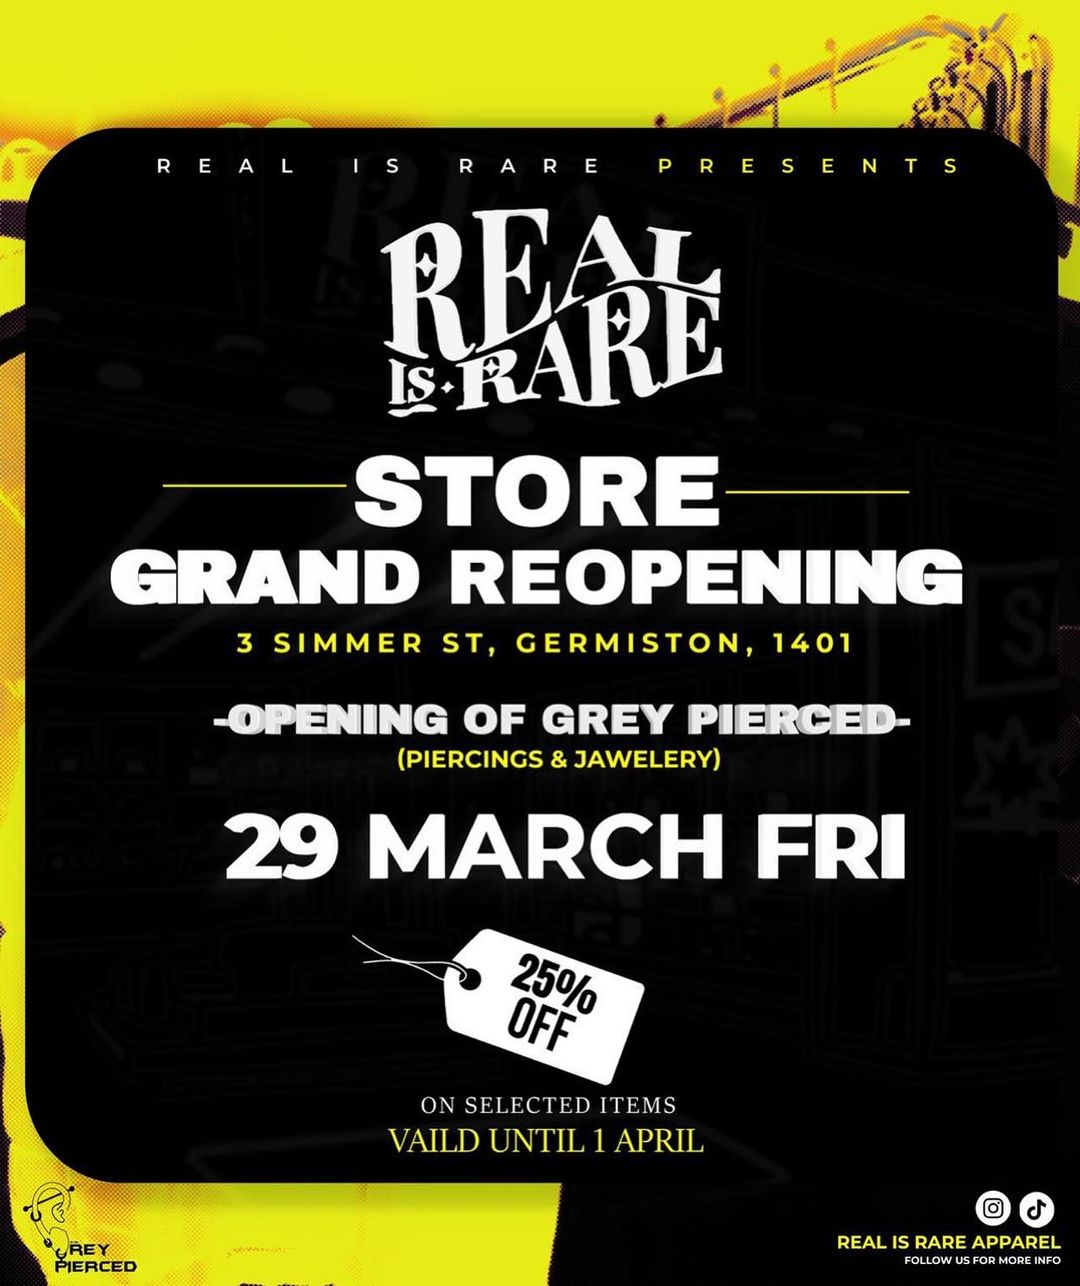 REAL IS RARE PRESENTS
REAL
IS RARE
STORE
GRAND REOPENING
3 SIMMER ST, GERMISTON, 1401
-OPENING OF GREY PIERCED-
(PIERCINGS & JAWELERY)
29 MARCH FRI
25%
OFF
ON SELECTED ITEMS
VAILD UNTIL 1 APRIL
GREY
PIERCED
REAL IS RARE APPAREL
FOLLOW US FOR MORE INFO